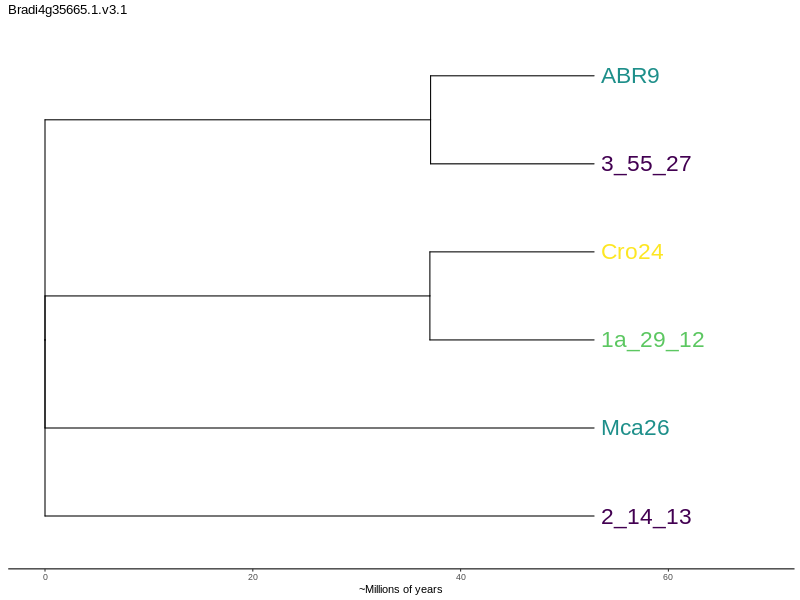 Bradi4g35665.1.v3.1
ABR9
3_55_27
Cro24
1a_29_12
Mca26
2_14_13
0 20 40 60
~Millions of years